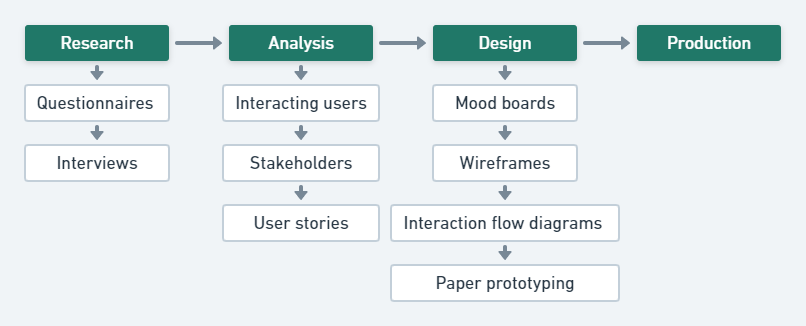 Research
Analysis
Design
Production
Questionnaires
Interacting users
Mood boards
Interviews
Stakeholders
Wireframes
User stories
Interaction flow diagrams
Paper prototyping